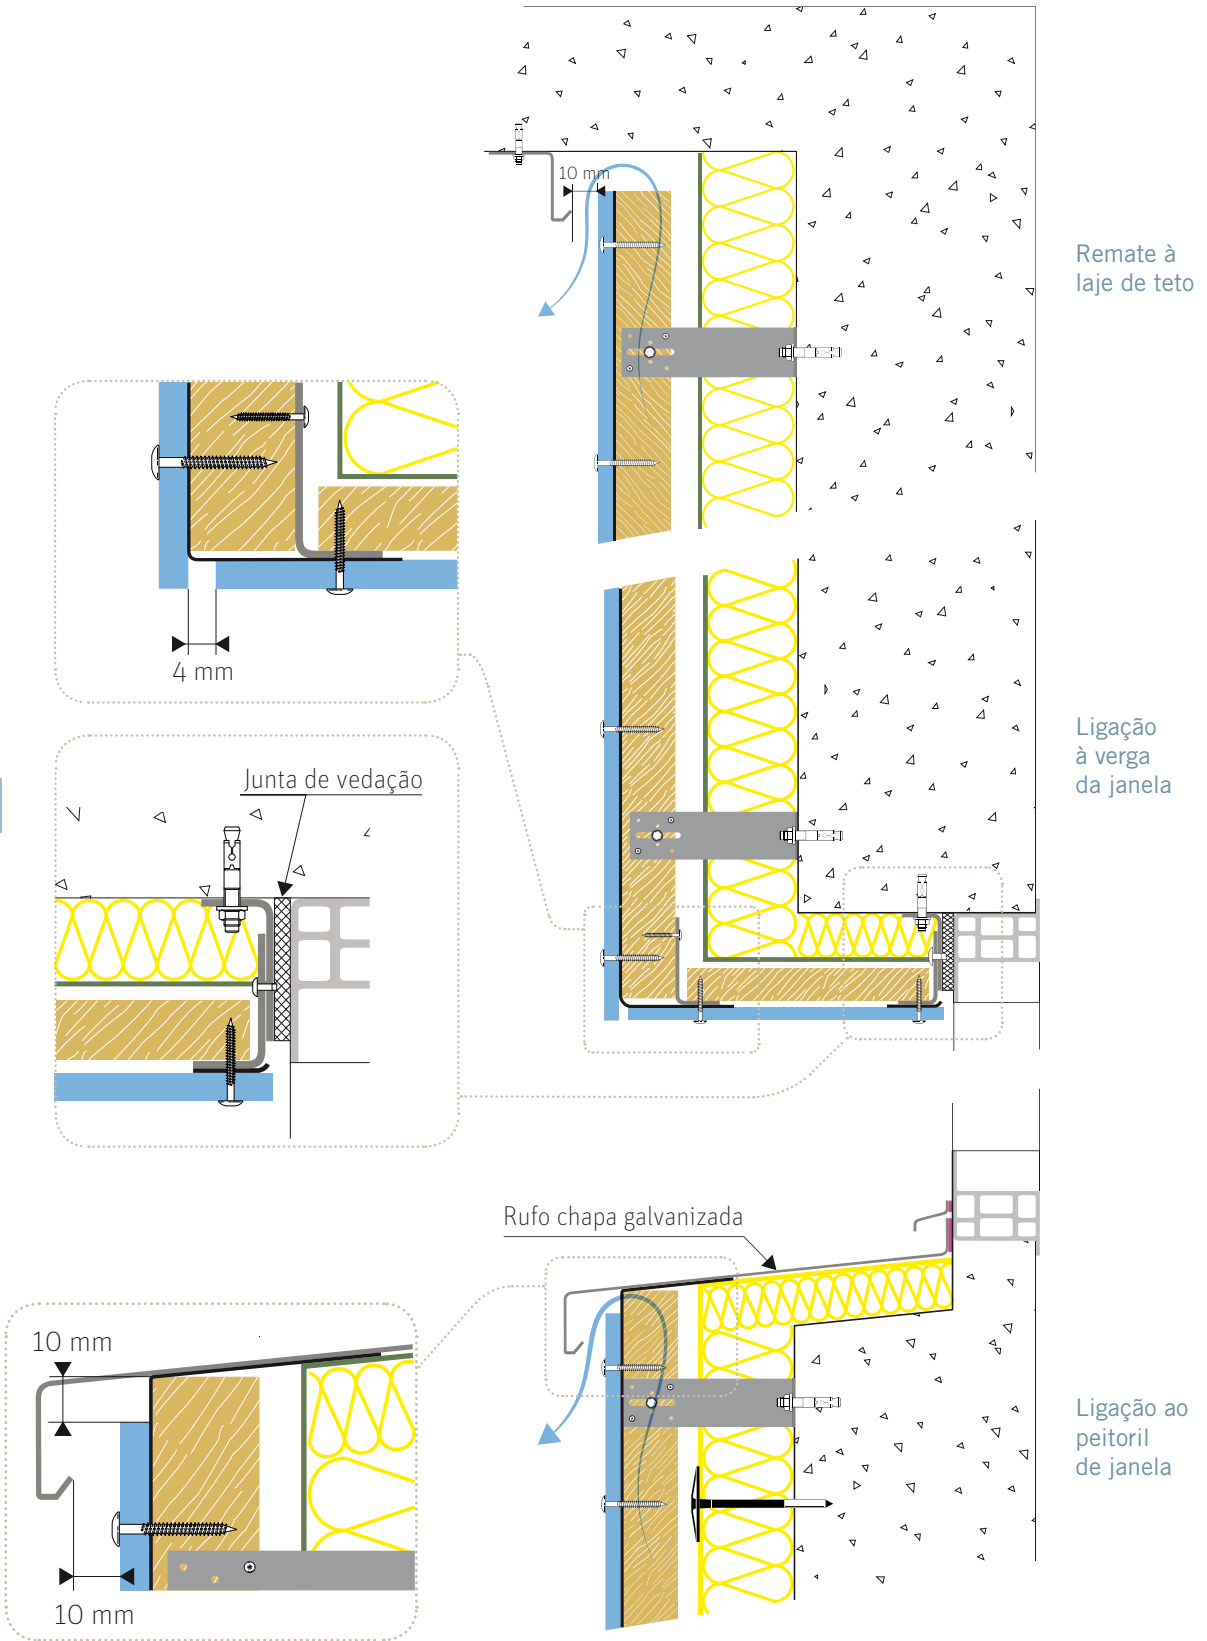 10 mm
Remate à
laje de teto
4 mm
Ligação
à verga
da janela
Junta de vedação
Rufo chapa galvanizada
10 mm
Ligação ao
peitoril
de janela
10 mm